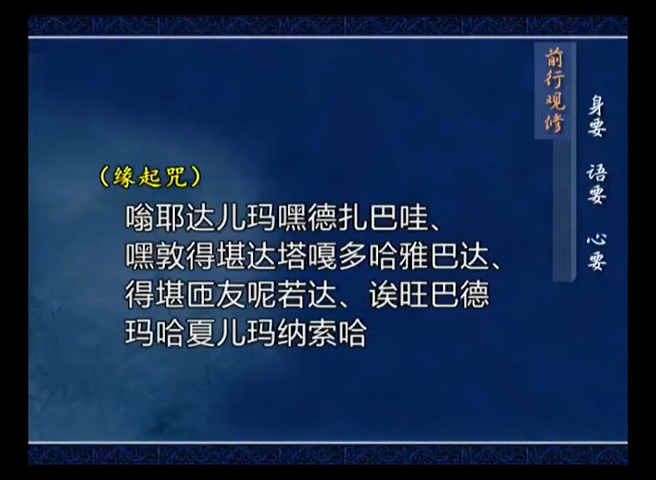 前行观修
身要 语要 心要
（缘起咒）
嗡耶达儿玛嘿德扎巴哇、
嘿敦得堪达塔嘎多哈雅巴达、
得堪匝友呢若达、诶旺巴德
玛哈夏儿玛纳索哈